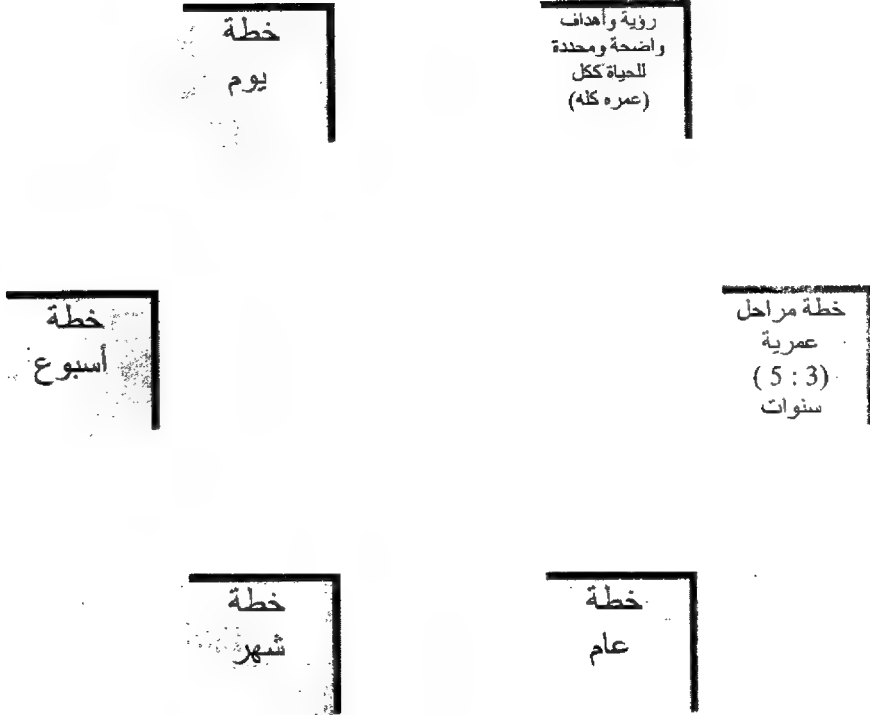 رؤية وأهداف
واضحة ومحددة
للحياة ككل
(عمره كله)
خطة مراحل
عمرية
(3 : 5)
سنوات
خطة
عام
خطة
شهر
خطة
أسبوع
خطة
يوم